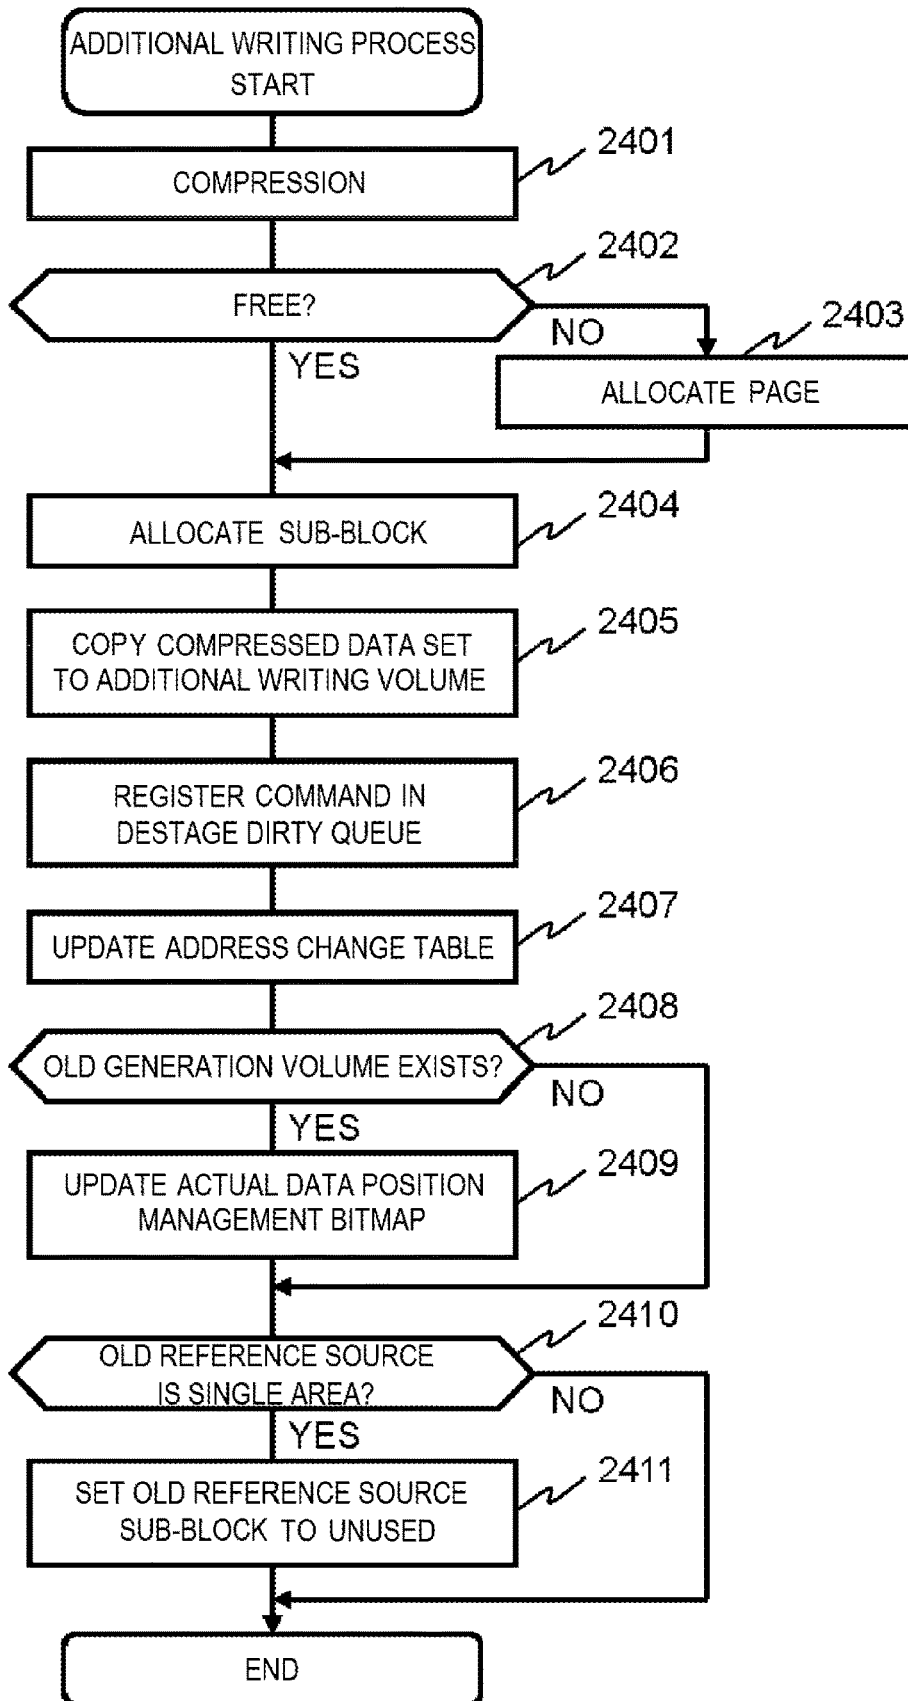 ADDITIONAL WRITING PROCESS
START
2401
COMPRESSION
2402
FREE?
NO
YES
2403
ALLOCATE PAGE
2404
ALLOCATE SUB-BLOCK
2405
COPY COMPRESSED DATA SET
TO ADDITIONAL WRITING VOLUME
2406
REGISTER COMMAND IN
DESTAGE DIRTY QUEUE
2407
UPDATE ADDRESS CHANGE TABLE
2408
OLD GENERATION VOLUME EXISTS?
NO
YES
2409
UPDATE ACTUAL DATA POSITION
MANAGEMENT BITMAP
2410
OLD REFERENCE SOURCE
IS SINGLE AREA?
NO
YES
2411
SET OLD REFERENCE SOURCE
SUB-BLOCK TO UNUSED
END